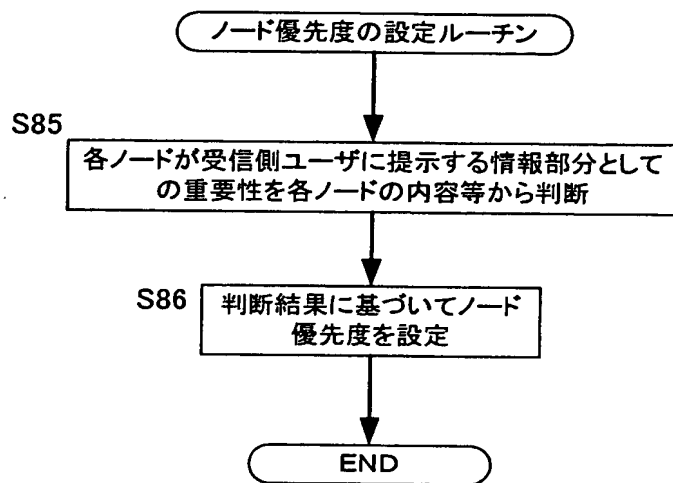 ノード優先度の設定ルーチン
S85
各ノードが受信側ユーザに提示する情報部分として
の重要性を各ノードの内容等から判断
S86
判断結果に基づいてノード
優先度を設定
END